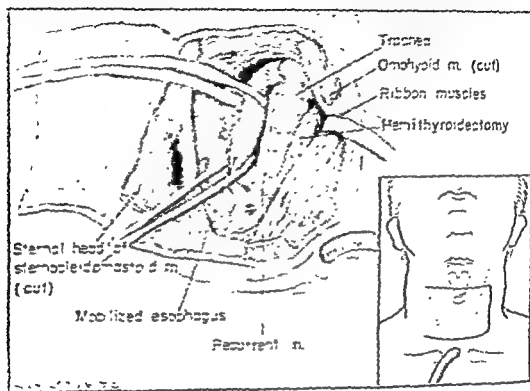 Trachea
Omohyoid m. (cut)
Ribbon muscles
Hemithyroidectomy
Sternal head of
sternocleidomastoid m.
(cut)
Mobilized esophagus
Recurrent n.